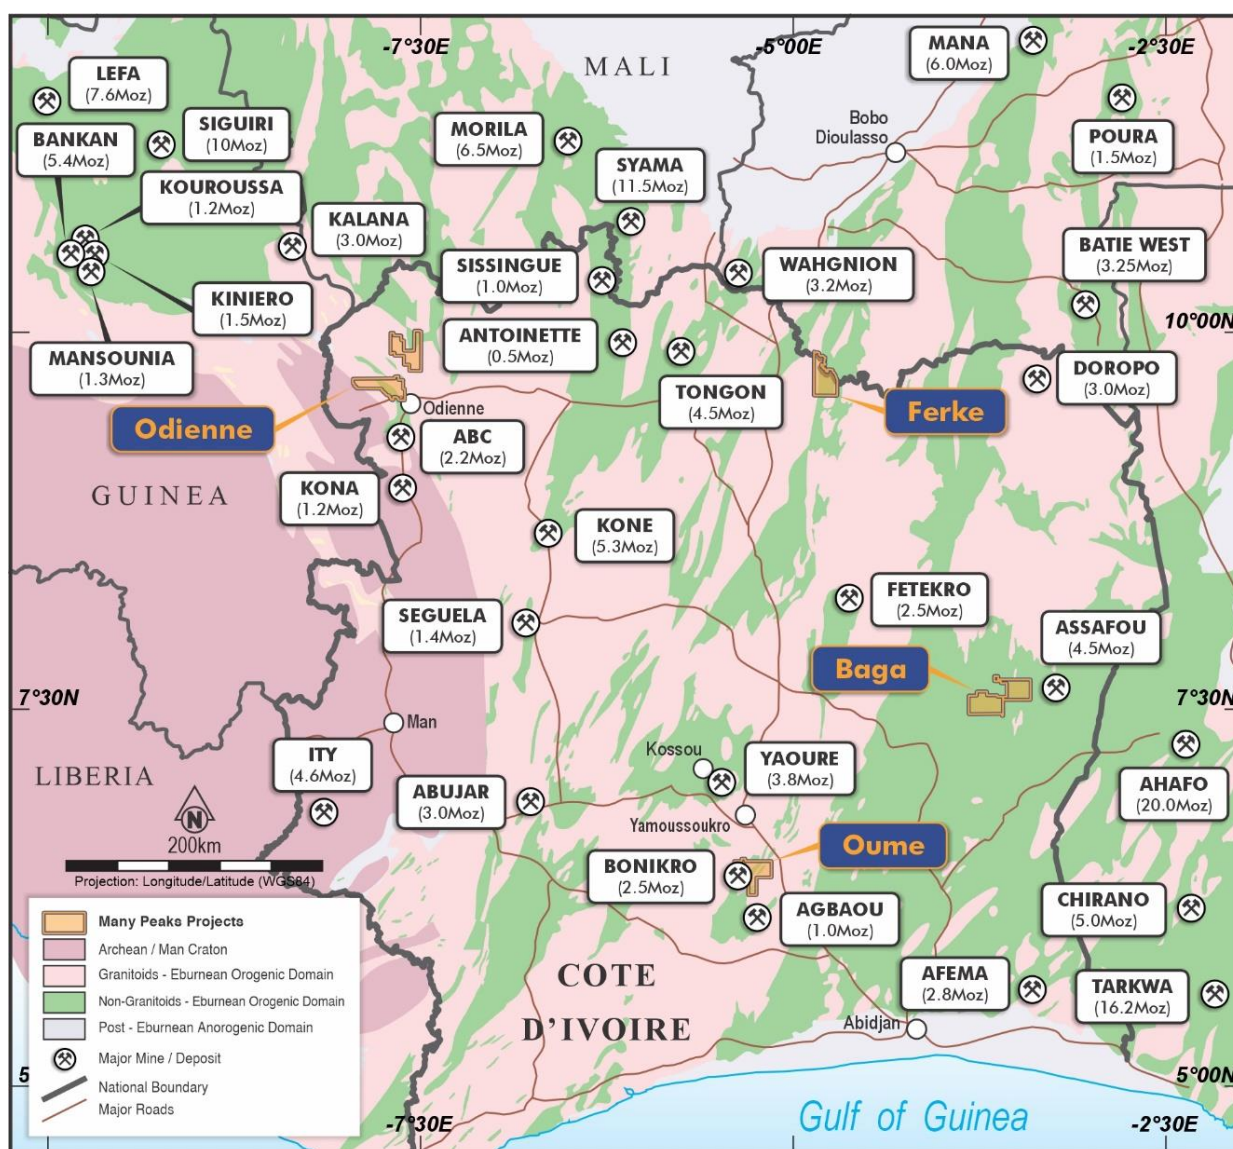 -7°30E
-5°00E
-2°30E
MALI
MANA
(6.0Moz)
LEFA
(7.6Moz)
BANKAN
(5.4Moz)
SIGUIRI
(10Moz)
MORILA
(6.5Moz)
Bobo
Dioulasso
POURA
(1.5Moz)
SYAMA
(11.5Moz)
KOUROUSSA
(1.2Moz)
KALANA
(3.0Moz)
SISSINGUE
(1.0Moz)
WAHGNION
(3.2Moz)
BATIE WEST
(3.25Moz)
KINIERO
(1.5Moz)
10°00N
ANTOINETTE
(0.5Moz)
MANSOUNIA
(1.3Moz)
TONGON
(4.5Moz)
DOROPO
(3.0Moz)
Odienne
Odienne
Ferke
ABC
(2.2Moz)
GUINEA
KONA
(1.2Moz)
KONE
(5.3Moz)
FETEKRO
(2.5Moz)
SEGUELA
(1.4Moz)
ASSAFOU
(4.5Moz)
Baga
7°30N
7°30N
Man
ITY
(4.6Moz)
LIBERIA
Kossou
YAOURE
(3.8Moz)
ABUJAR
(3.0Moz)
AHAFO
(20.0Moz)
N
200km
Yamoussoukro
Oume
Projection: Longitude/Latitude (WGS84)
BONIKRO
(2.5Moz)
AGBAOU
(1.0Moz)
CHIRANO
(5.0Moz)
Many Peaks Projects
Archean / Man Craton
Granitoids - Eburnean Orogenic Domain
Non-Granitoids - Eburnean Orogenic Domain
Post - Eburnean Anorogenic Domain
Major Mine / Deposit
National Boundary
Major Roads
COTE
D'IVOIRE
AFEMA
(2.8Moz)
TARKWA
(16.2Moz)
Abidjan
5
5°00N
Gulf of Guinea
-7°30E
-5°00E
-2°30E